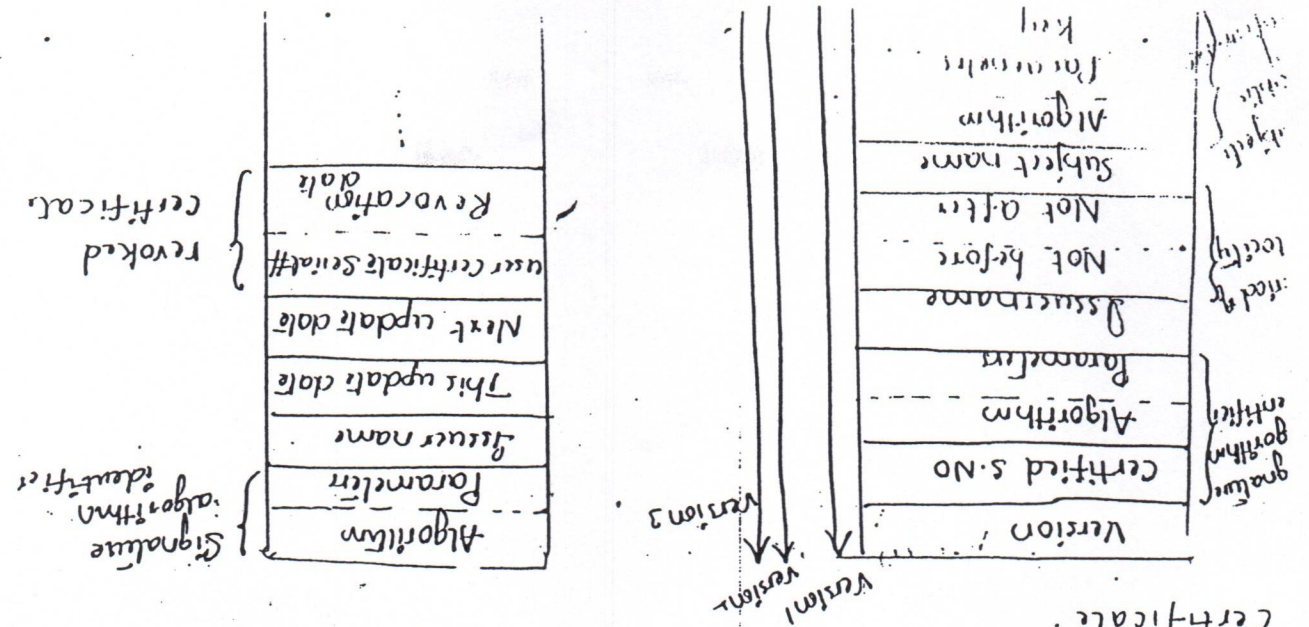 Certificate
Version 1
Version
version 3
Version
Certified S.No
Algorithm
Parameters
Issuer name
Not before
Not after
Subject name
Algorithm
Key
Signature
algorithm
identifier
Algorithm
Parameters
Issuer name
This update date
Next update date
user certificate Serial #
Revocation
date
revoked
certificate